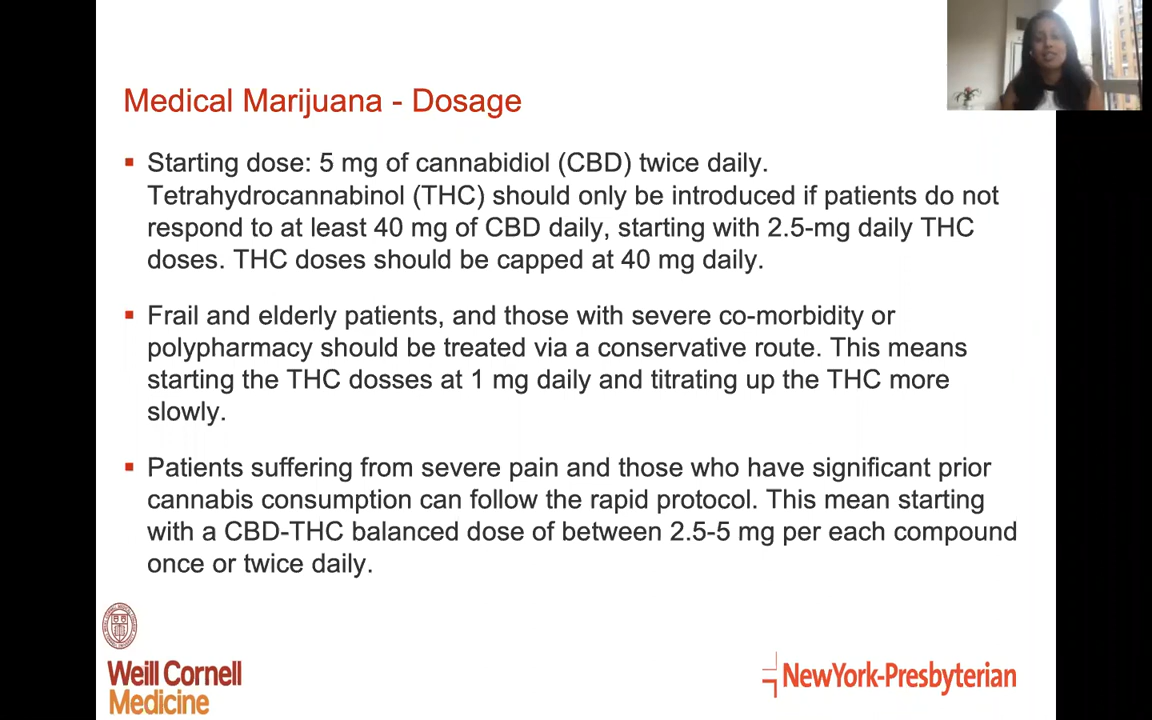 Medical Marijuana - Dosage
▪ Starting dose: 5 mg of cannabidiol (CBD) twice daily.
Tetrahydrocannabinol (THC) should only be introduced if patients do not
respond to at least 40 mg of CBD daily, starting with 2.5-mg daily THC
doses. THC doses should be capped at 40 mg daily.
▪ Frail and elderly patients, and those with severe co-morbidity or
polypharmacy should be treated via a conservative route. This means
starting the THC dosses at 1 mg daily and titrating up the THC more
slowly.
▪ Patients suffering from severe pain and those who have significant prior
cannabis consumption can follow the rapid protocol. This mean starting
with a CBD-THC balanced dose of between 2.5-5 mg per each compound
once or twice daily.
Weill Cornell
Medicine
NewYork-Presbyterian